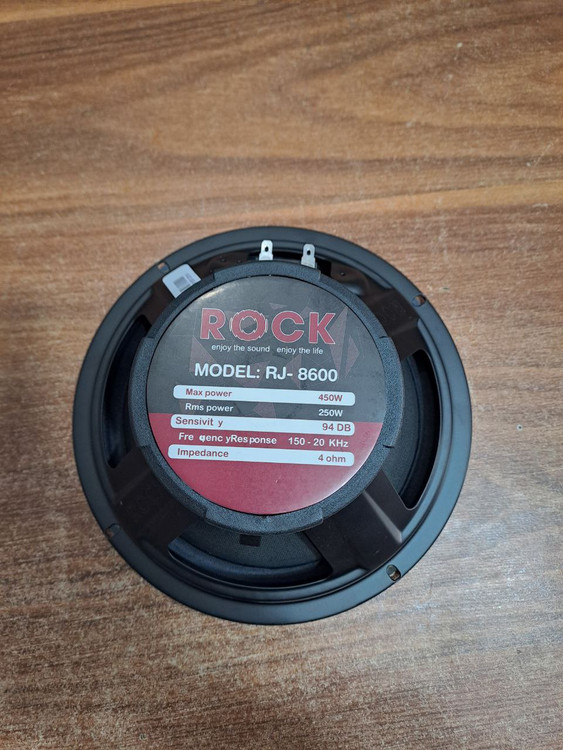 ROCK
enjoy the sound enjoy the life
MODEL: RJ- 8600
Max power 450W
Rms power 250W
Sensivit y 94 DB
Fre qenc yResponse 150 - 20 KHz
Impedance 4 ohm